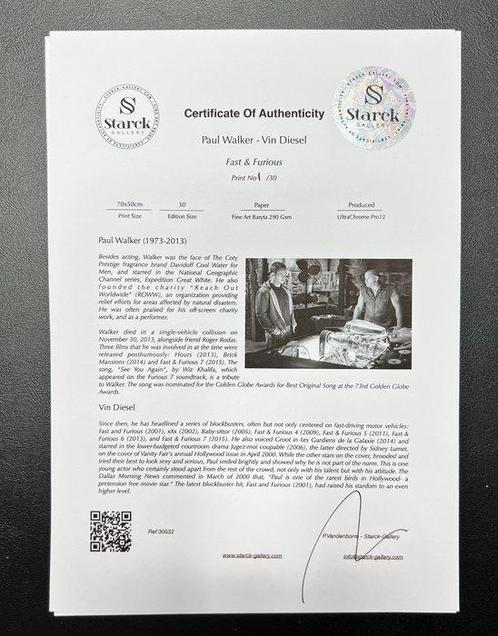 S
Starck
GALLERY
S
Starck
GALLERY
Certificate Of Authenticity
Paul Walker - Vin Diesel
Fast & Furious
Print No 1 /30
70x50cm 30 Paper Produced
Print Size Edition Size Fine Art Baryta 290 Gsm UltraChrome Pro12
Paul Walker (1973-2013)
Besides acting, Walker was the face of The Coty
Prestige fragrance brand Davidoff Cool Water for
Men, and starred in the National Geographic
Channel series, Expedition Great White. He also
founded the charity "Reach Out
Worldwide" (ROWW), an organization providing
relief efforts for areas affected by natural disasters.
He was often praised for his off-screen charity
work, and as a performer.
Walker died in a single-vehicle collision on
November 30, 2013, alongside friend Roger Rodas.
Three films that he was involved in at the time were
released posthumously: Hours (2013), Brick
Mansions (2014) and Fast & Furious 7 (2015). The
song, "See You Again", by Wiz Khalifa, which
appeared on the Furious 7 soundtrack, is a tribute
to Walker. The song was nominated for the Golden Globe Awards for Best Original Song at the 73rd Golden Globe
Awards.
Vin Diesel
Since then, he has headlined a series of blockbusters, often but not only centered on fast-driving motor vehicles:
Fast and Furious (2001), xXx (2002), Baby-sittor (2005), Fast & Furious 4 (2009), Fast & Furious 5 (2011), Fast &
Furious 6 (2013), and Fast & Furious 7 (2015). He also voiced Groot in Les Gardiens de la Galaxie (2014) and
starred in the lower-budgeted courtroom drama Jugez-moi coupable (2006), the latter directed by Sidney Lumet.
on the cover of Vanity Fair's annual Hollywood issue in April 2000. While the other stars on the cover, brooded and
tried their best to look sexy and serious, Paul smiled brightly and showed why he is not part of the norm. This is one
young actor who certainly stood apart from the rest of the crowd, not only with his talent but with his attitude. The
Dallas Morning News commented in March of 2000 that, "Paul is one of the rarest birds in Hollywood- a
pretension free movie star." The latest blockbuster hit, Fast and Furious (2001), had raised his stardom to an even
higher level.
Ref:30532
P.Vandenborre - Starck-Gallery
www.starck-gallery.com
info@starck-gallery.com